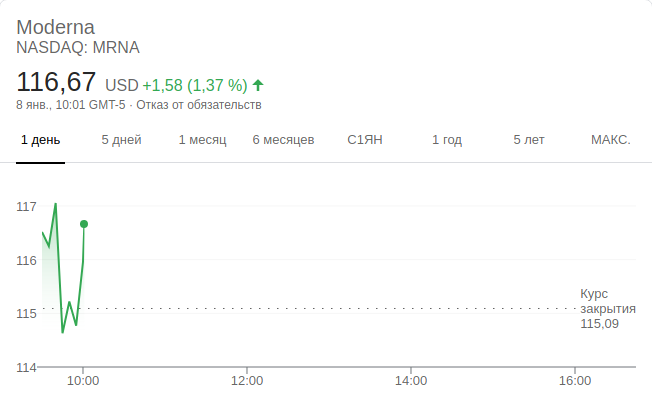 Moderna
NASDAQ: MRNA
116,67 USD +1,58 (1,37 %)
8 янв., 10:01 GMT-5 · Отказ от обязательств
1 день 5 дней 1 месяц 6 месяцев С1ЯН 1 год 5 лет МАКС.
117
116
Курс
115 закрытия
115,09
114
10:00 12:00 14:00 16:00